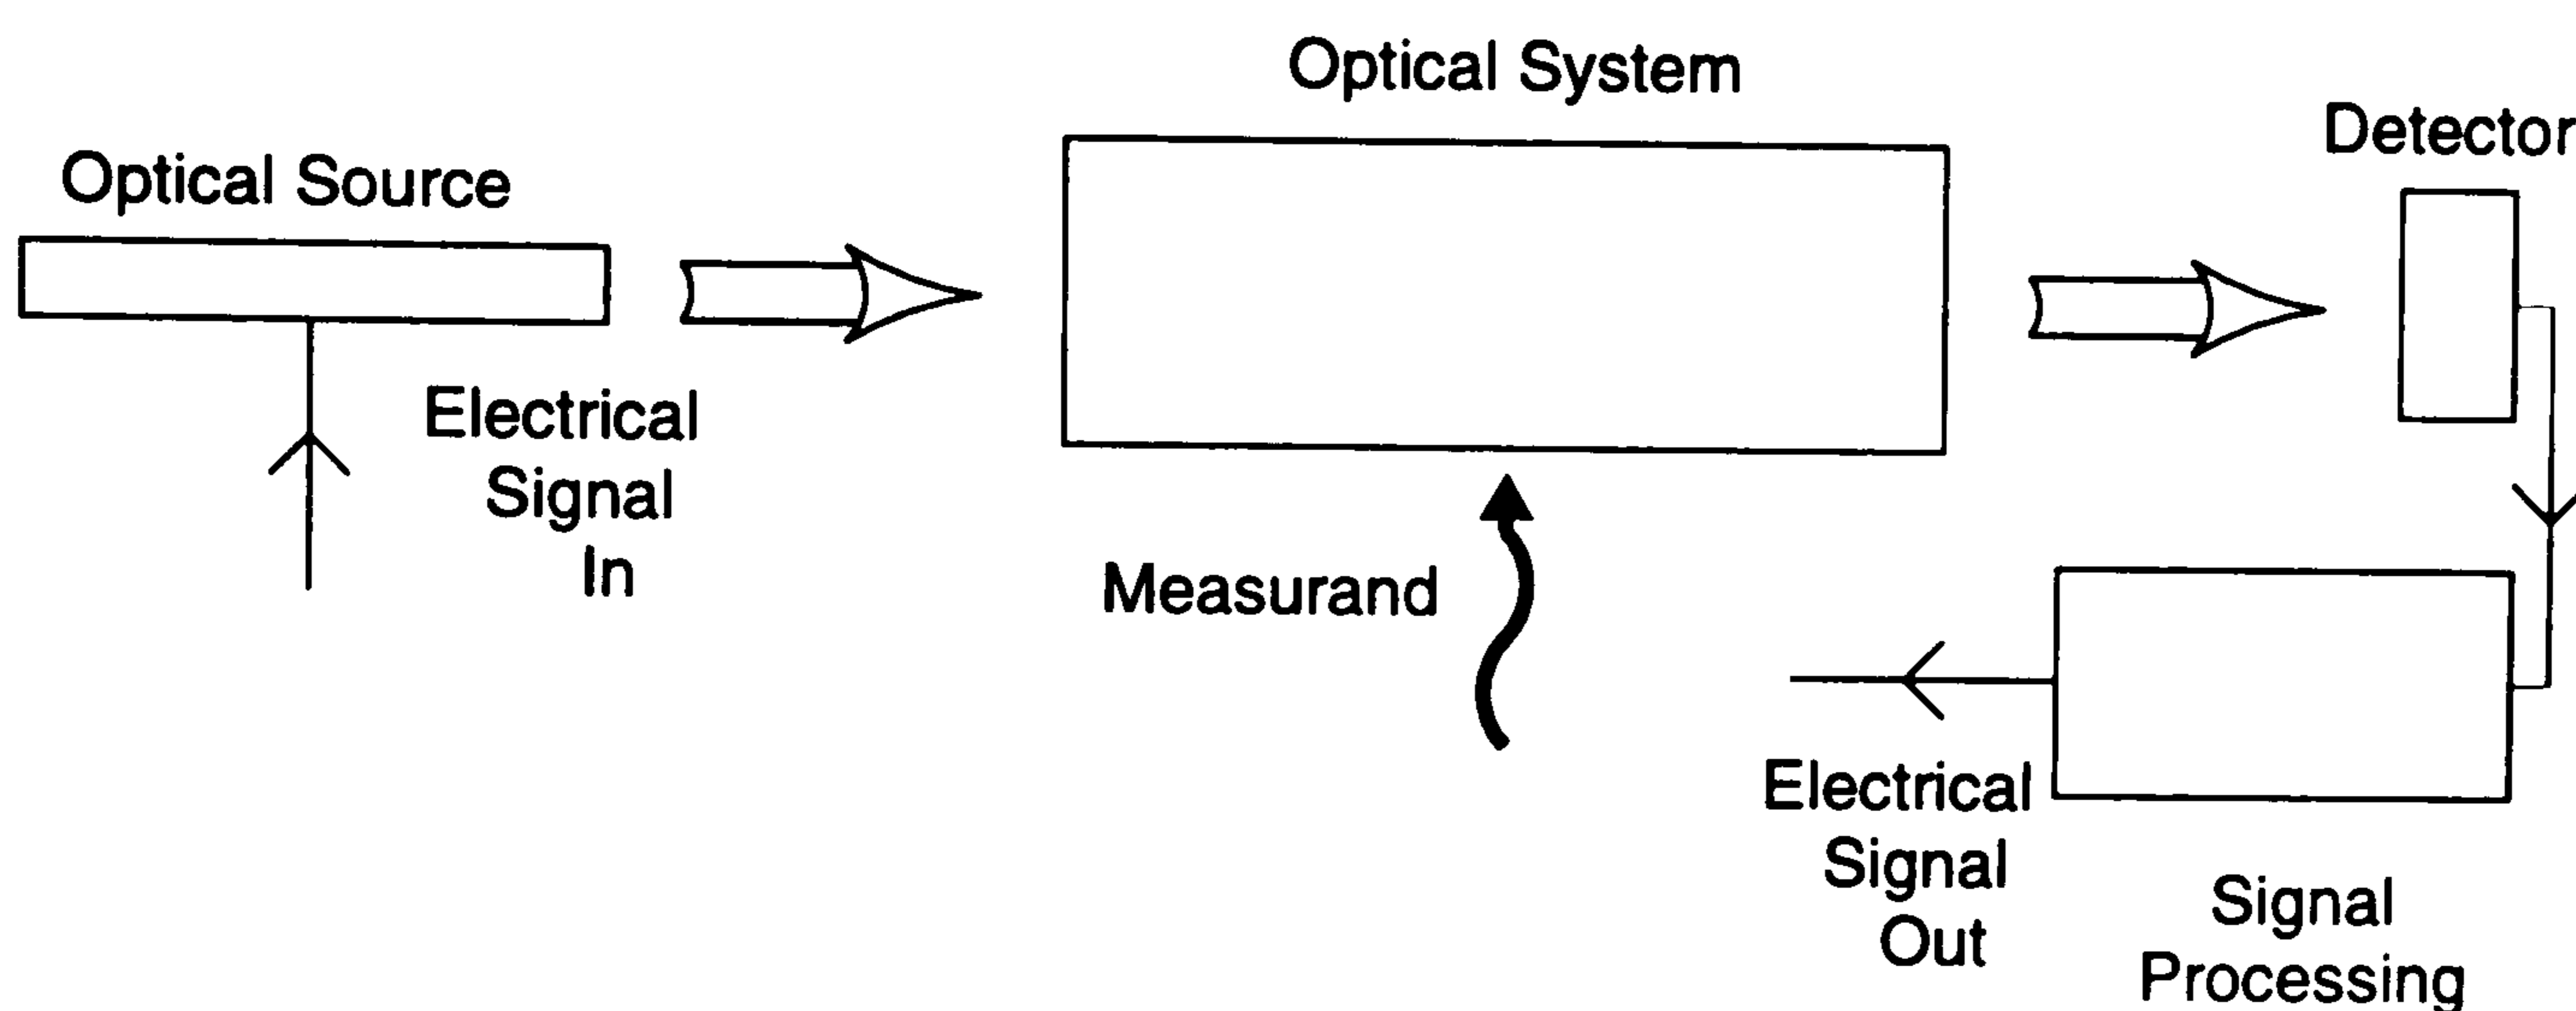 Optical System
Detector
Optical Source
Electrical
Signal
In
Measurand
Electrical
Signal
Out
Signal
Processing